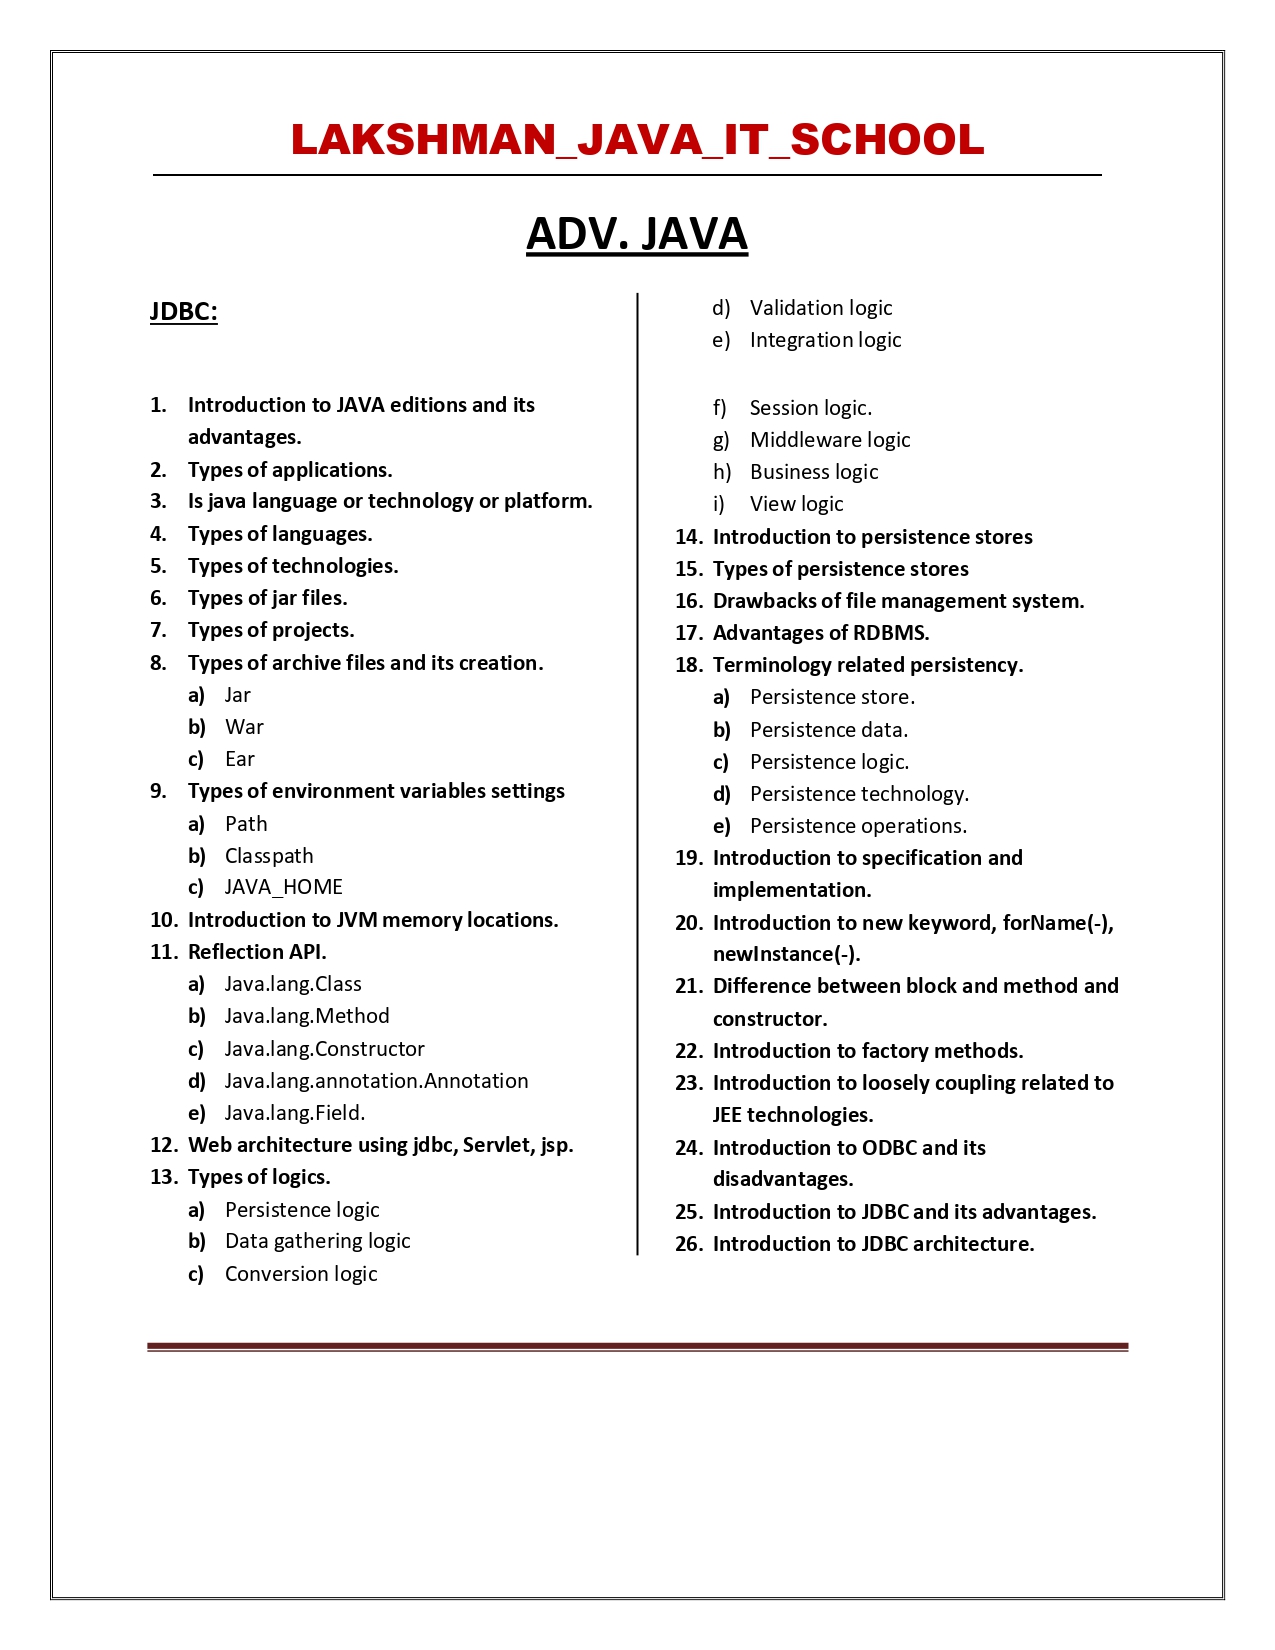 LAKSHMAN_JAVA_IT_SCHOOL
ADV. JAVA
JDBC:
1. Introduction to JAVA editions and its
advantages.
2. Types of applications.
3. Is java language or technology or platform.
4. Types of languages.
5. Types of technologies.
6. Types of jar files.
7. Types of projects.
8. Types of archive files and its creation.
a) Jar
b) War
c) Ear
9. Types of environment variables settings
a) Path
b) Classpath
c) JAVA_HOME
10. Introduction to JVM memory locations.
11. Reflection API.
a) Java.lang.Class
b) Java.lang.Method
c) Java.lang.Constructor
d) Java.lang.annotation.Annotation
e) Java.lang.Field.
12. Web architecture using jdbc, Servlet, jsp.
13. Types of logics.
a) Persistence logic
b) Data gathering logic
c) Conversion logic
d) Validation logic
e) Integration logic
f) Session logic.
g) Middleware logic
h) Business logic
i) View logic
14. Introduction to persistence stores
15. Types of persistence stores
16. Drawbacks of file management system.
17. Advantages of RDBMS.
18. Terminology related persistency.
a) Persistence store.
b) Persistence data.
c) Persistence logic.
d) Persistence technology.
e) Persistence operations.
19. Introduction to specification and
implementation.
20. Introduction to new keyword, forName(-),
newInstance(-).
21. Difference between block and method and
constructor.
22. Introduction to factory methods.
23. Introduction to loosely coupling related to
JEE technologies.
24. Introduction to ODBC and its
disadvantages.
25. Introduction to JDBC and its advantages.
26. Introduction to JDBC architecture.